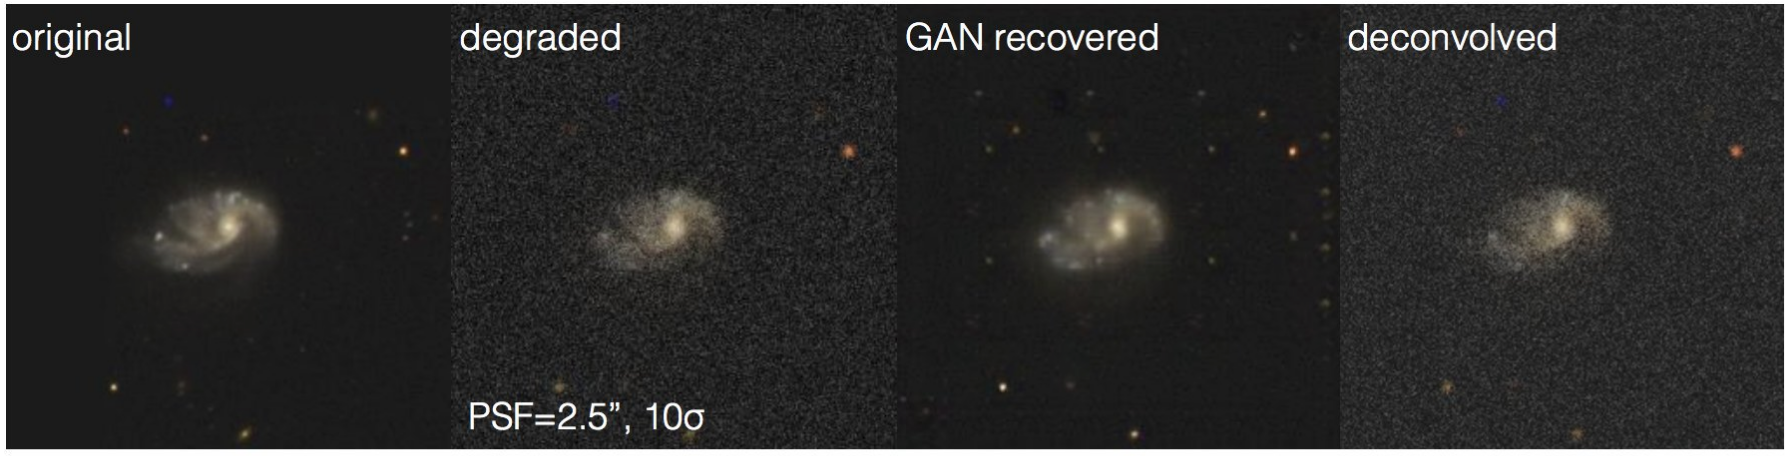 original
degraded
GAN recovered
deconvolved
PSF=2.5”, 10σ